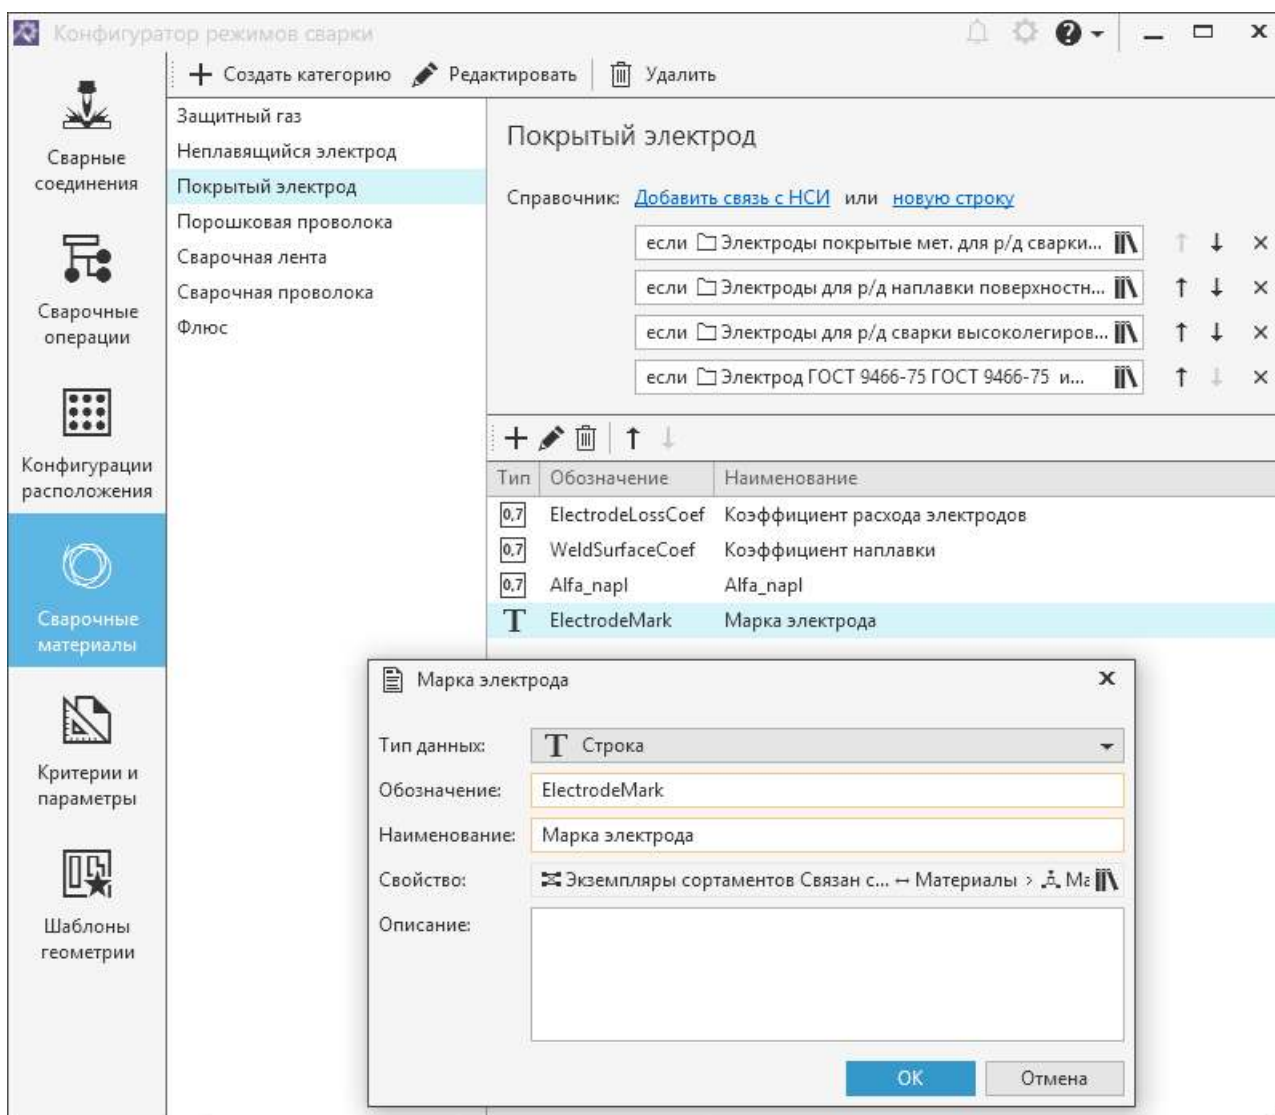 Конфигуратор режимов сварки
Создать категорию Редактировать Удалить
Сварные
соединения
Сварочные
операции
Конфигурации
расположения
Сварочные
материалы
Критерии и
параметры
Шаблоны
геометрии
Защитный газ
Неплавящийся электрод
Покрытый электрод
Порошковая проволока
Сварочная лента
Сварочная проволока
Флюс
Покрытый электрод
Справочник: Добавить связь с НСИ или новую строку
если Электроды покрытые мет. для р/д сварки...
если Электроды для р/д наплавки поверхностн...
если Электроды для р/д сварки высоколегиров...
если Электрод ГОСТ 9466-75 ГОСТ 9466-75 и...
Тип Обозначение Наименование
0,7 ElectrodeLossCoef Коэффициент расхода электродов
0,7 WeldSurfaceCoef Коэффициент наплавки
0,7 Alfa_napl Alfa_napl
T ElectrodeMark Марка электрода
Марка электрода
Тип данных: T Строка
Обозначение: ElectrodeMark
Наименование: Марка электрода
Свойство: Экземпляры сортаментов Связан с... ↔ Материалы > Ма
Описание:
OK Отмена